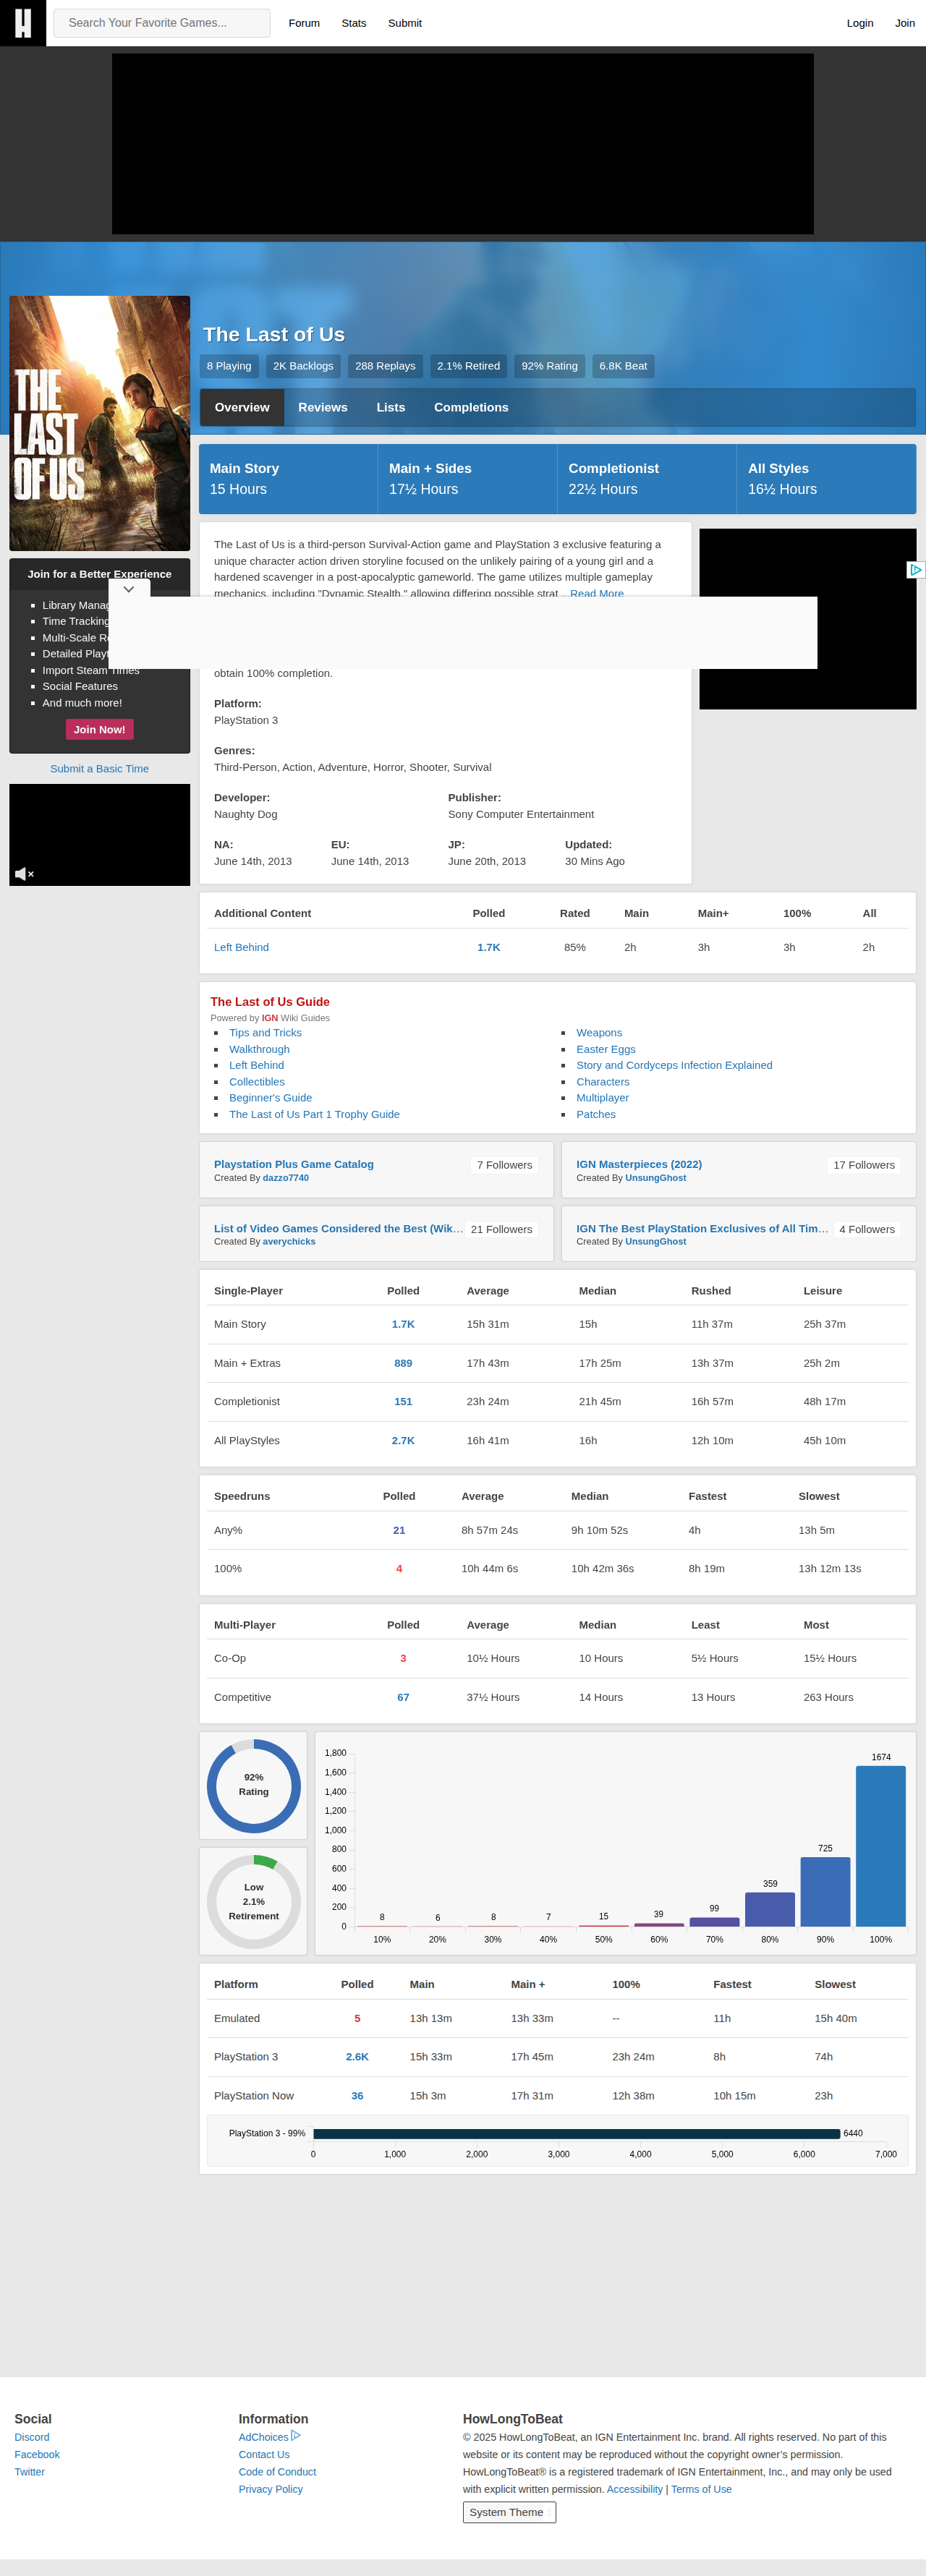 H
Search Your Favorite Games...
Forum
Stats
Submit
Login
Join
THE
LAST
OF US
The Last of Us
8 Playing
2K Backlogs
288 Replays
2.1% Retired
92% Rating
6.8K Beat
Overview
Reviews
Lists
Completions
Main Story
15 Hours
Main + Sides
17½ Hours
Completionist
22½ Hours
All Styles
16½ Hours
Join for a Better Experience
Library Manag
Time Tracking
Multi-Scale Re
Detailed Playt
Import Steam Times
Social Features
And much more!
Join Now!
Submit a Basic Time
The Last of Us is a third-person Survival-Action game and PlayStation 3 exclusive featuring a
unique character action driven storyline focused on the unlikely pairing of a young girl and a
hardened scavenger in a post-apocalyptic gameworld. The game utilizes multiple gameplay
mechanics, including "Dynamic Stealth," allowing differing possible strat ...Read More
obtain 100% completion.
Platform:
PlayStation 3
Genres:
Third-Person, Action, Adventure, Horror, Shooter, Survival
Developer:
Naughty Dog
Publisher:
Sony Computer Entertainment
NA:
June 14th, 2013
EU:
June 14th, 2013
JP:
June 20th, 2013
Updated:
30 Mins Ago
Additional Content Polled Rated Main Main+ 100% All
Left Behind 1.7K 85% 2h 3h 3h 2h
The Last of Us Guide
Powered by IGN Wiki Guides
Tips and Tricks
Walkthrough
Left Behind
Collectibles
Beginner's Guide
The Last of Us Part 1 Trophy Guide
Weapons
Easter Eggs
Story and Cordyceps Infection Explained
Characters
Multiplayer
Patches
Playstation Plus Game Catalog
Created By dazzo7740
7 Followers
IGN Masterpieces (2022)
Created By UnsungGhost
17 Followers
List of Video Games Considered the Best (Wik…
Created By averychicks
21 Followers
IGN The Best PlayStation Exclusives of All Tim…
Created By UnsungGhost
4 Followers
Single-Player Polled Average Median Rushed Leisure
Main Story 1.7K 15h 31m 15h 11h 37m 25h 37m
Main + Extras 889 17h 43m 17h 25m 13h 37m 25h 2m
Completionist 151 23h 24m 21h 45m 16h 57m 48h 17m
All PlayStyles 2.7K 16h 41m 16h 12h 10m 45h 10m
Speedruns Polled Average Median Fastest Slowest
Any% 21 8h 57m 24s 9h 10m 52s 4h 13h 5m
100% 4 10h 44m 6s 10h 42m 36s 8h 19m 13h 12m 13s
Multi-Player Polled Average Median Least Most
Co-Op 3 10½ Hours 10 Hours 5½ Hours 15½ Hours
Competitive 67 37½ Hours 14 Hours 13 Hours 263 Hours
92%
Rating
Low
2.1%
Retirement
1,800
1,600
1,400
1,200
1,000
800
600
400
200
0
8 6 8 7 15 39 99 359 725 1674
10% 20% 30% 40% 50% 60% 70% 80% 90% 100%
Platform Polled Main Main + 100% Fastest Slowest
Emulated 5 13h 13m 13h 33m -- 11h 15h 40m
PlayStation 3 2.6K 15h 33m 17h 45m 23h 24m 8h 74h
PlayStation Now 36 15h 3m 17h 31m 12h 38m 10h 15m 23h
PlayStation 3 - 99% 6440
0 1,000 2,000 3,000 4,000 5,000 6,000 7,000
Social
Discord
Facebook
Twitter
Information
AdChoices
Contact Us
Code of Conduct
Privacy Policy
HowLongToBeat
© 2025 HowLongToBeat, an IGN Entertainment Inc. brand. All rights reserved. No part of this
website or its content may be reproduced without the copyright owner's permission.
HowLongToBeat® is a registered trademark of IGN Entertainment, Inc., and may only be used
with explicit written permission. Accessibility | Terms of Use
System Theme